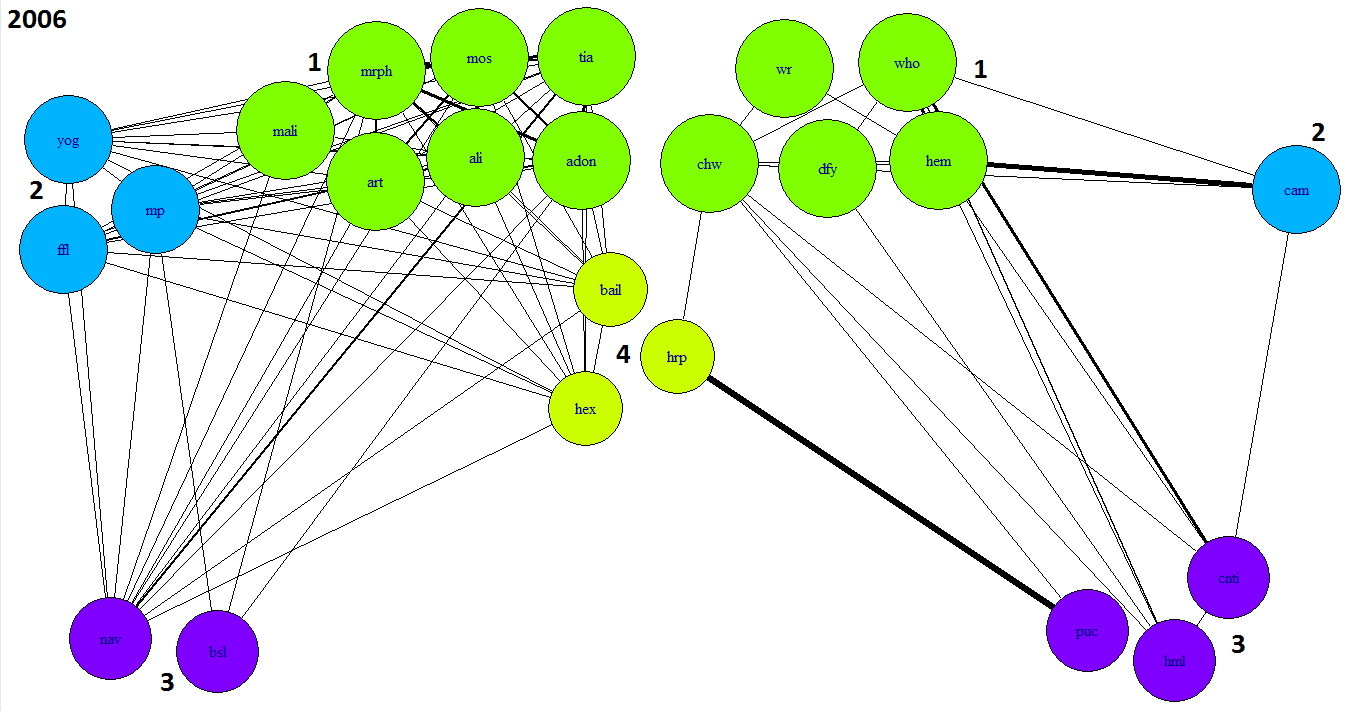 2006
1
mrph
mos
tia
mali
art
ali
adon
yog
2
mp
ffl
bail
hex
nav
bsl
3
wr
who
1
chw
dfy
hem
2
cam
4
hrp
cnti
puc
hml
3